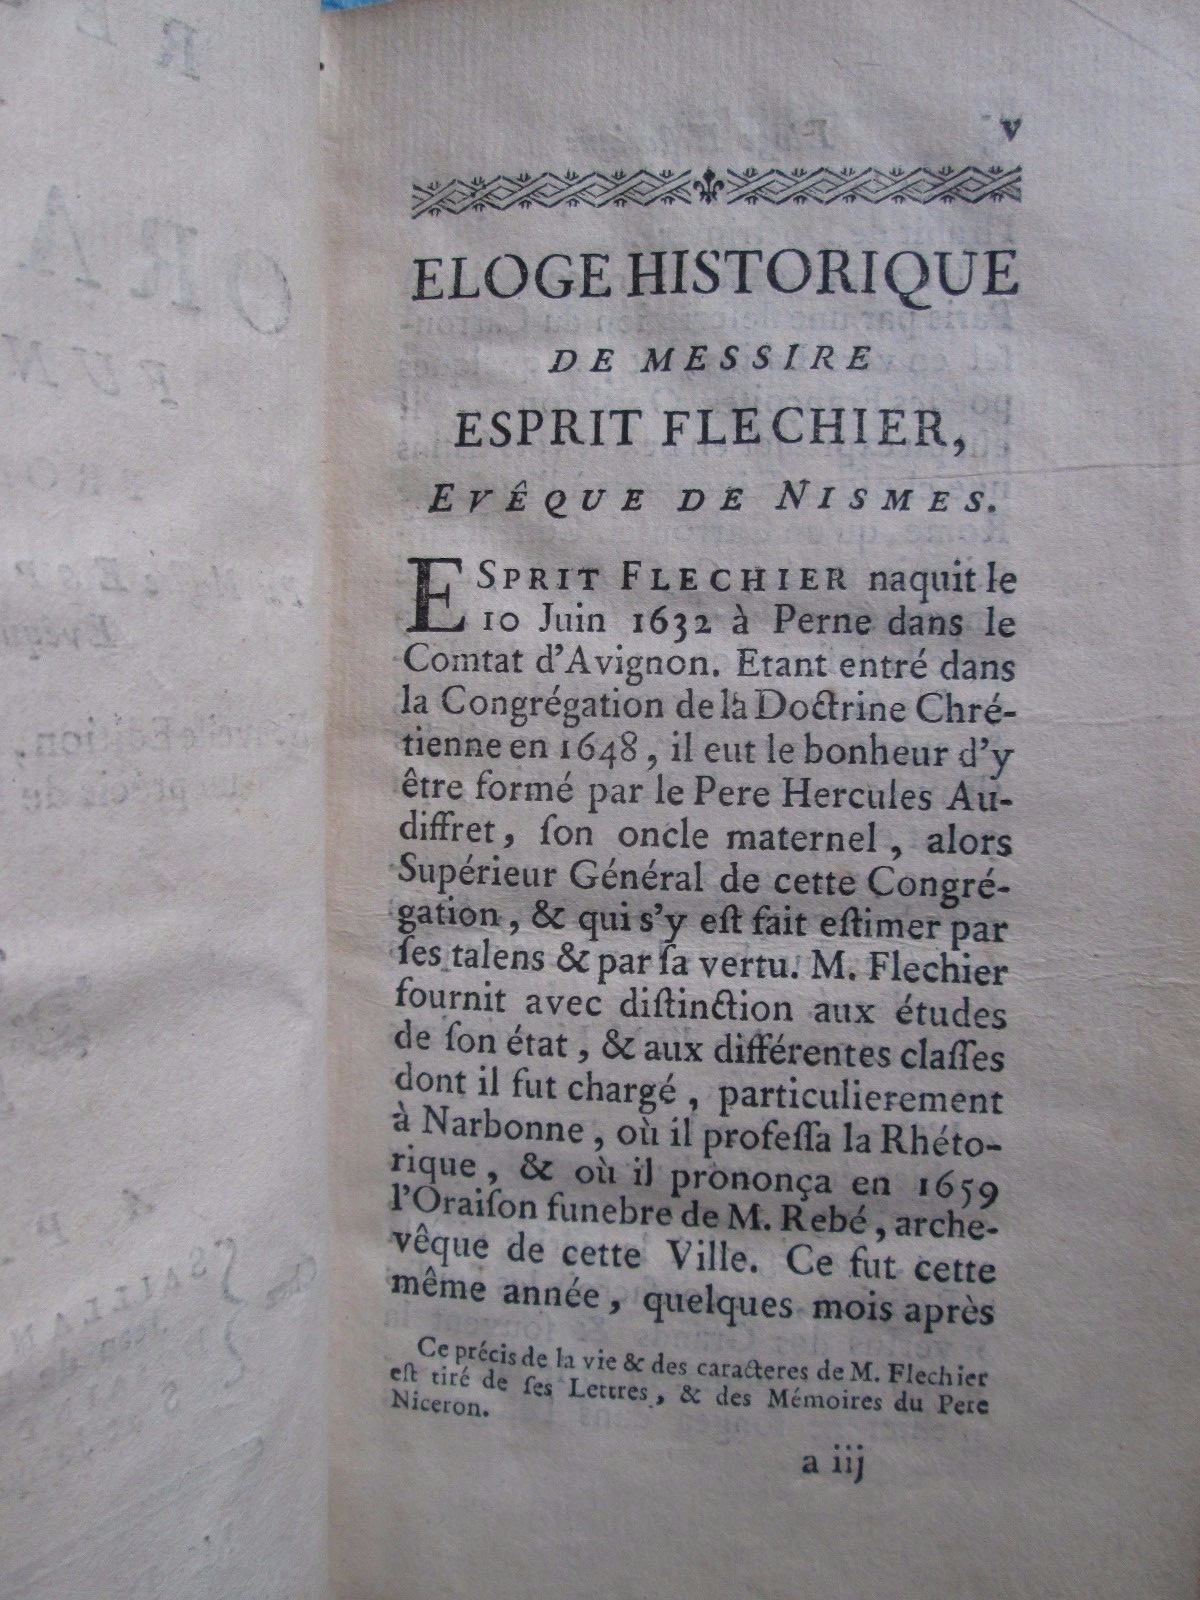 v
ELOGE HISTORIQUE
DE MESSIRE
ESPRIT FLECHIER,
EVÊQUE DE NISMES.
ESPRIT FLECHIER naquit le
10 Juin 1632 à Perne dans le
Comtat d'Avignon. Etant entré dans
la Congrégation de la Doctrine Chré-
tienne en 1648, il eut le bonheur d'y
être formé par le Pere Hercules Au-
diffret, ſon oncle maternel, alors
Supérieur Général de cette Congré-
gation, & qui s'y eſt fait eſtimer par
ſes talens & par ſa vertu. M. Flechier
fournit avec diſtinction aux études
de ſon état, & aux différentes claſſes
dont il fut chargé, particulierement
à Narbonne, où il profeſſa la Rhéto-
rique, & où il prononça en 1659
l'Oraiſon funebre de M. Rebé, arche-
vêque de cette Ville. Ce fut cette
même année, quelques mois après
Ce précis de la vie & des caracteres de M. Flechier
eſt tiré de ſes Lettres, & des Mémoires du Pere
Niceron.
a iij